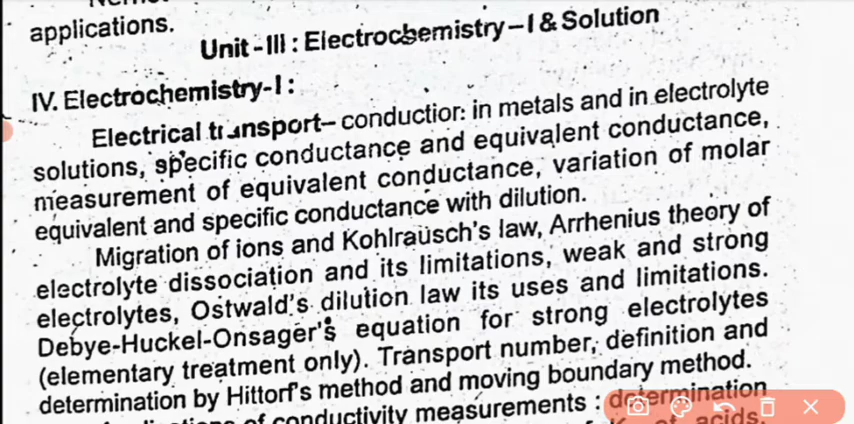 applications.
Unit-III : Electrochemistry–I & Solution
IV. Electrochemistry-I :
Electrical transport– conduction: in metals and in electrolyte
solutions, specific conductance and equivalent conductance,
measurement of equivalent conductance, variation of molar
equivalent and specific conductance with dilution.
Migration of ions and Kohlrausch's law, Arrhenius theory of
electrolyte dissociation and its limitations, weak and strong
electrolytes, Ostwald's dilution law its uses and limitations.
Debye-Huckel-Onsager's equation for strong electrolytes
(elementary treatment only). Transport number, definition and
determination by Hittorf's method and moving boundary method.
of conductivity measurements : determination
of acids,